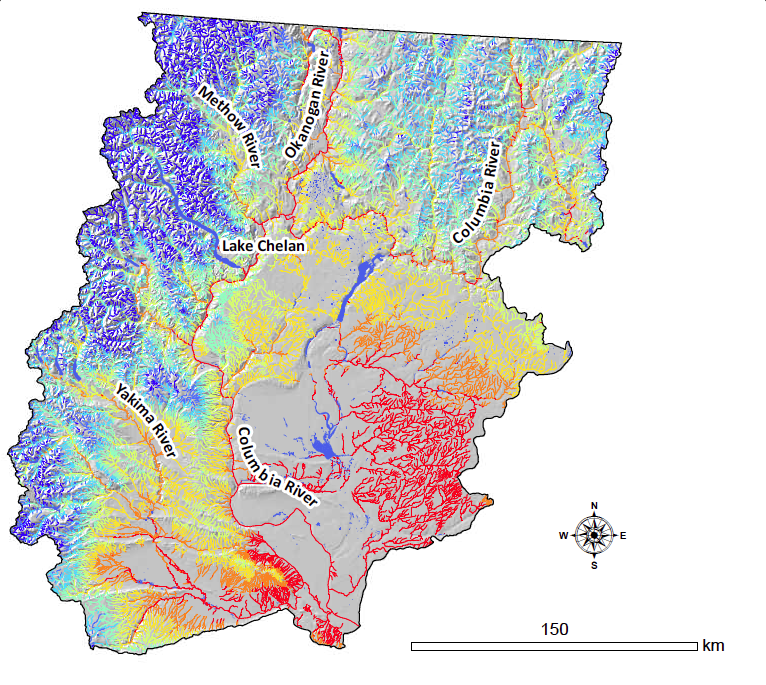 Methow River
Okanogan River
Columbia River
Lake Chelan
Yakima River
Columbia River
N
W
E
S
150
km